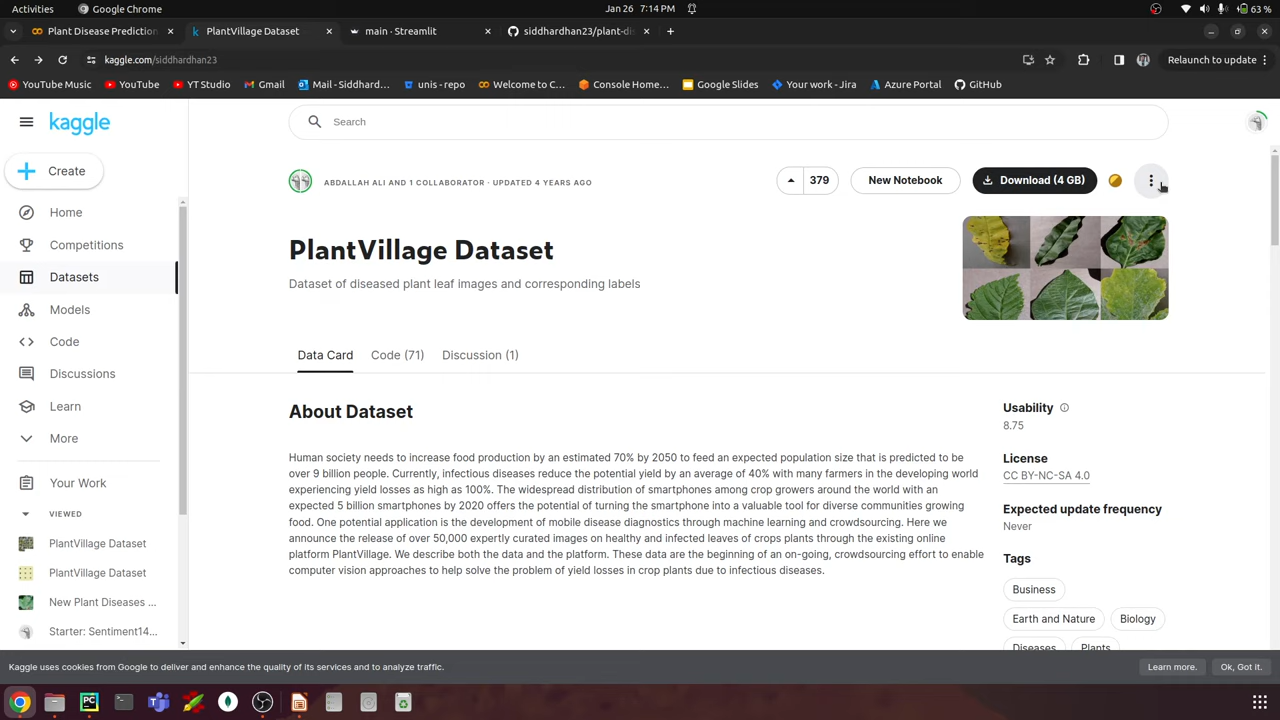 Activities
Google Chrome
Jan 26 7:14 PM
63 %
Plant Disease Prediction
PlantVillage Dataset
main · Streamlit
siddhardhan23/plant-dis
kaggle.com/siddhardhan23
Relaunch to update
YouTube Music
YouTube
YT Studio
Gmail
Mail - Siddhard...
unis - repo
Welcome to C...
Console Home...
Google Slides
Your work - Jira
Azure Portal
GitHub
kaggle
Search
Create
Home
Competitions
Datasets
Models
Code
Discussions
Learn
More
Your Work
VIEWED
PlantVillage Dataset
PlantVillage Dataset
New Plant Diseases ...
Starter: Sentiment14...
ABDALLAH ALI AND 1 COLLABORATOR · UPDATED 4 YEARS AGO
379
New Notebook
Download (4 GB)
PlantVillage Dataset
Dataset of diseased plant leaf images and corresponding labels
Data Card
Code (71)
Discussion (1)
About Dataset
Human society needs to increase food production by an estimated 70% by 2050 to feed an expected population size that is predicted to be
over 9 billion people. Currently, infectious diseases reduce the potential yield by an average of 40% with many farmers in the developing world
experiencing yield losses as high as 100%. The widespread distribution of smartphones among crop growers around the world with an
expected 5 billion smartphones by 2020 offers the potential of turning the smartphone into a valuable tool for diverse communities growing
food. One potential application is the development of mobile disease diagnostics through machine learning and crowdsourcing. Here we
announce the release of over 50,000 expertly curated images on healthy and infected leaves of crops plants through the existing online
platform PlantVillage. We describe both the data and the platform. These data are the beginning of an on-going, crowdsourcing effort to enable
computer vision approaches to help solve the problem of yield losses in crop plants due to infectious diseases.
Usability
8.75
License
CC BY-NC-SA 4.0
Expected update frequency
Never
Tags
Business
Earth and Nature
Biology
Diseases
Plants
Kaggle uses cookies from Google to deliver and enhance the quality of its services and to analyze traffic.
Learn more.
Ok, Got it.